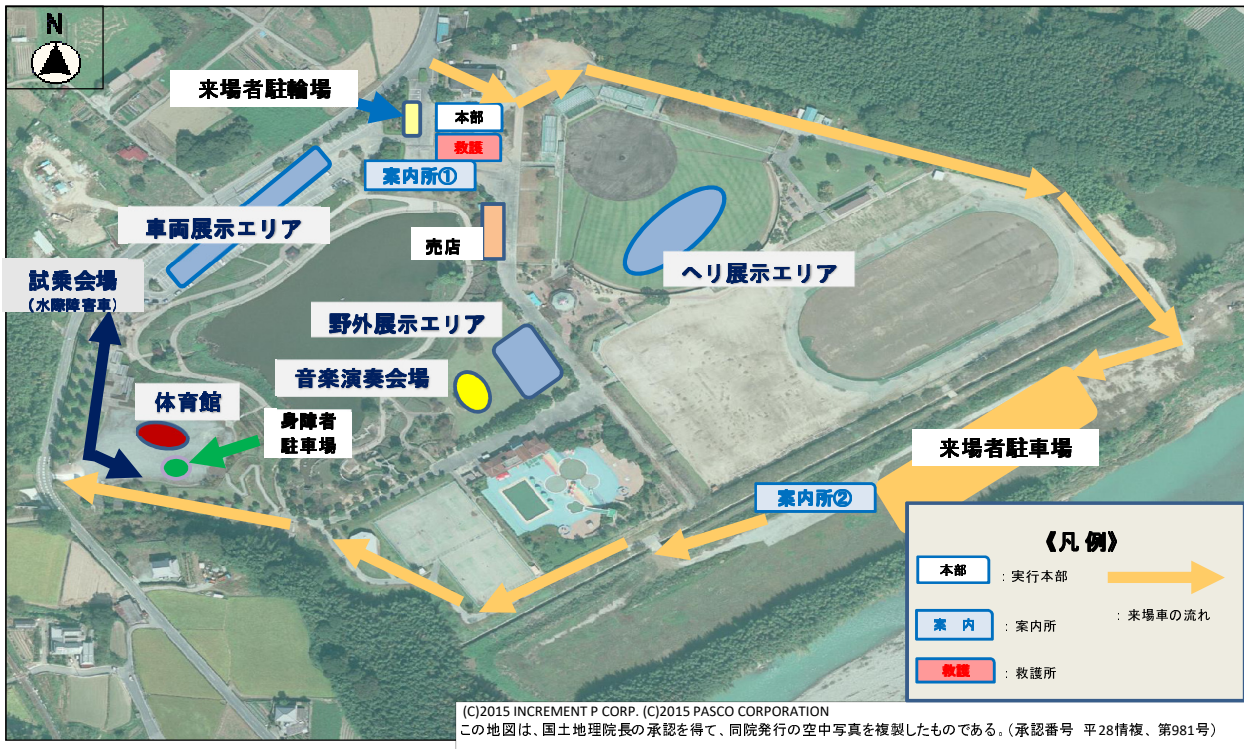 N
来場者駐輪場
本部
救護
案内所①
車両展示エリア
売店
試乗会場
（水際障害車）
ヘリ展示エリア
野外展示エリア
音楽演奏会場
体育館
身障者
駐車場
来場者駐車場
案内所②
《凡 例》
本部
：実行本部
：来場車の流れ
案 内
：案内所
救護
：救護所
(C)2015 INCREMENT P CORP. (C)2015 PASCO CORPORATION
この地図は、国土地理院長の承認を得て、同院発行の空中写真を複製したものである。（承認番号 平28情複、第981号）